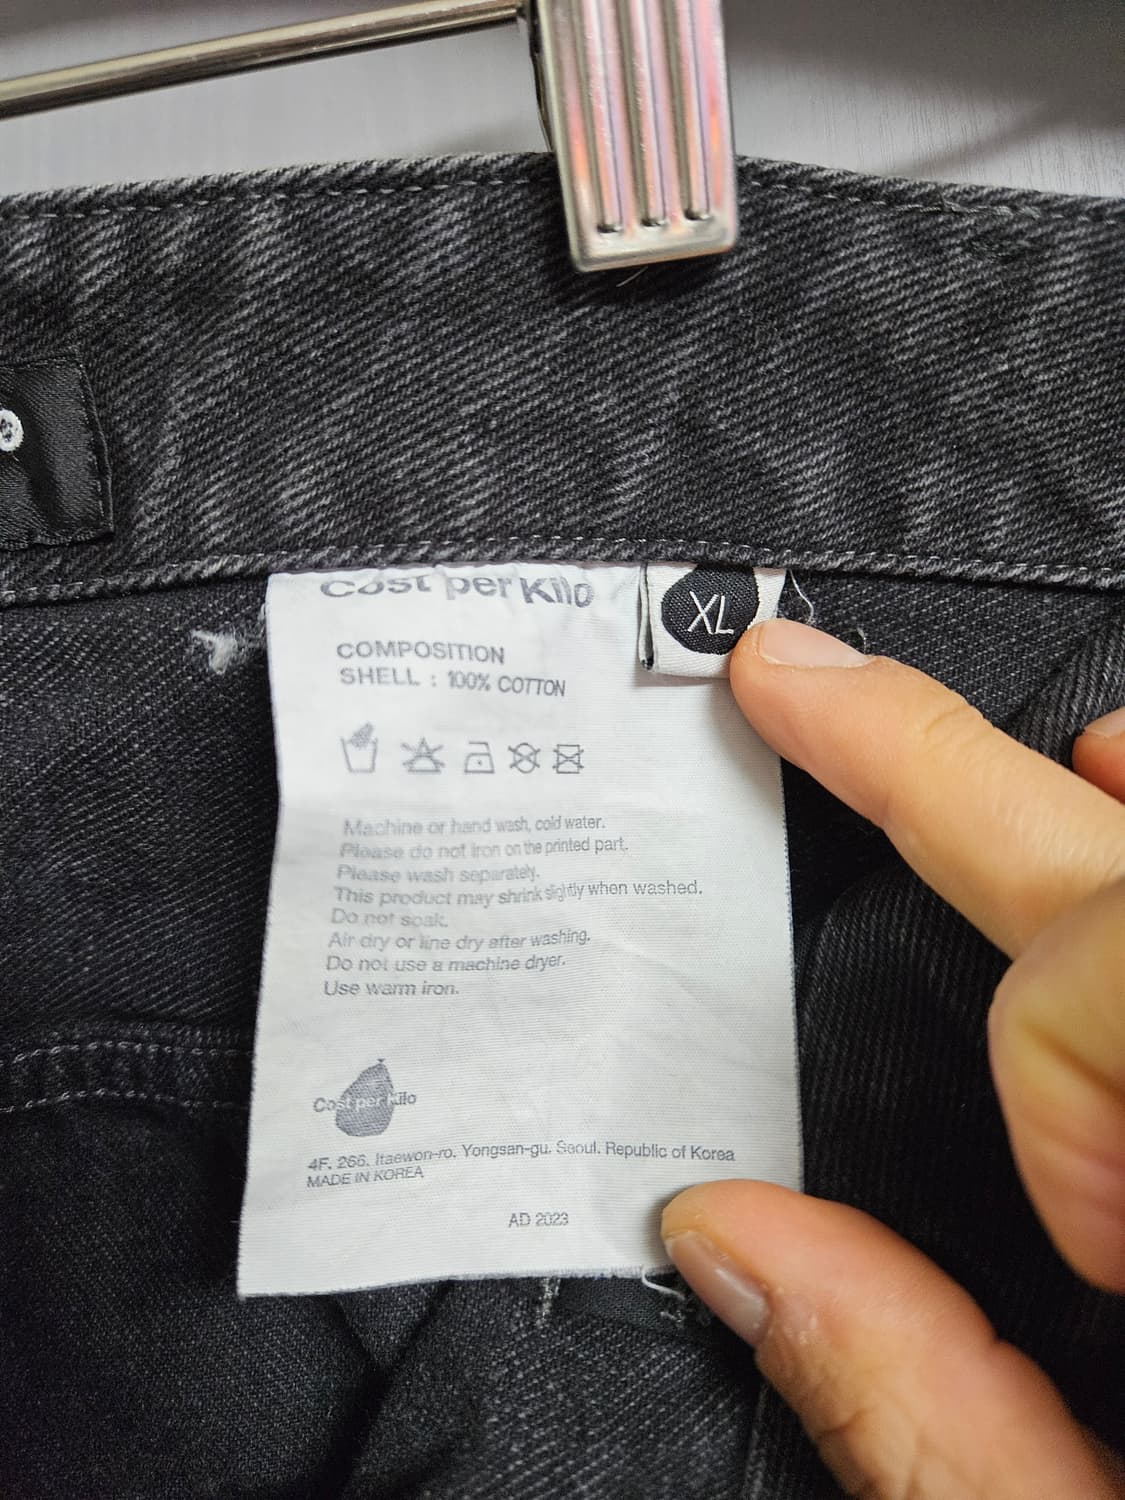 Cost per Kilo
XL
COMPOSITION
SHELL : 100% COTTON
Machine or hand wash, cold water.
Please do not iron on the printed part.
Please wash separately.
This product may shrink slightly when washed.
Do not soak.
Air dry or line dry after washing.
Do not use a machine dryer.
Use warm iron.
Cost per Kilo
4F, 266, Itaewon-ro, Yongsan-gu, Seoul, Republic of Korea
MADE IN KOREA
AD 2023